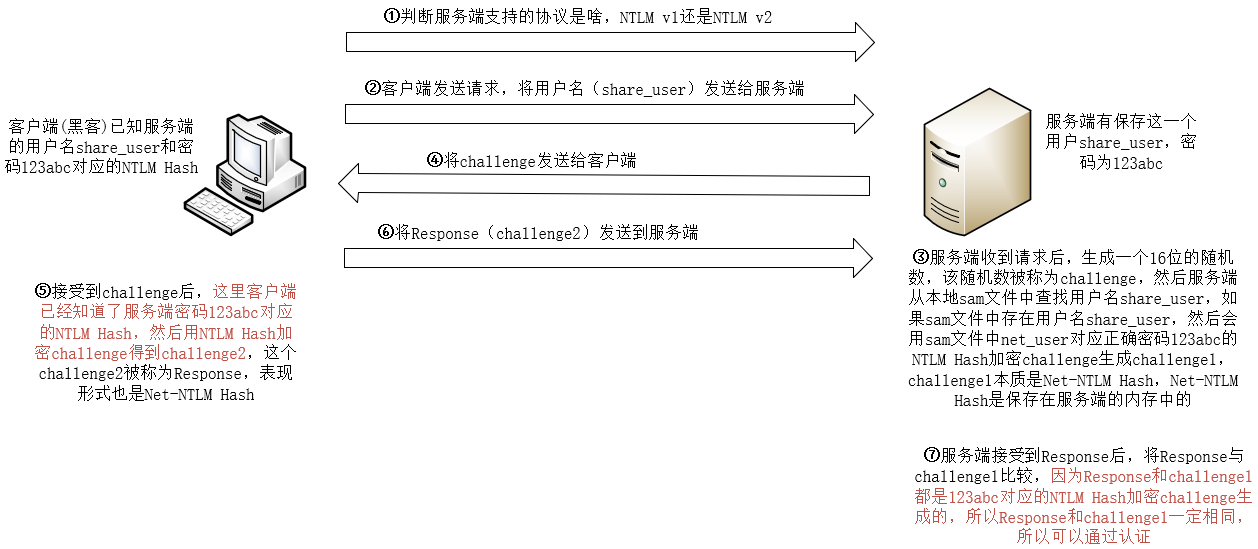 ①判断服务端支持的协议是啥，NTLM v1还是NTLM v2
②客户端发送请求，将用户名（share_user）发送给服务端
客户端(黑客)已知服务端
的用户名share_user和密
码123abc对应的NTLM Hash
④将challenge发送给客户端
服务端有保存这一个
用户share_user，密
码为123abc
⑥将Response（challenge2）发送到服务端
③服务端收到请求后，生成一个16位的随机
数，该随机数被称为challenge，然后服务端
从本地sam文件中查找用户名share_user，如
果sam文件中存在用户名share_user，然后会
用sam文件中net_user对应正确密码123abc的
NTLM Hash加密challenge生成challenge1，
challenge1本质是Net-NTLM Hash，Net-NTLM
Hash是保存在服务端的内存中的
⑤接受到challenge后，这里客户端
已经知道了服务端密码123abc对应
的NTLM Hash，然后用NTLM Hash加
密challenge得到challenge2，这个
challenge2被称为Response，表现
形式也是Net-NTLM Hash
⑦服务端接受到Response后，将Response与
challenge1比较，因为Response和challenge1
都是123abc对应的NTLM Hash加密challenge生
成的，所以Response和challenge1一定相同，
所以可以通过认证